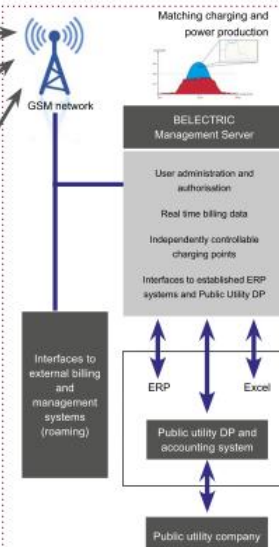 Matching charging and
power production
GSM network
BELECTRIC
Management Server
User administration and
authorisation
Real time billing data
Independently controllable
charging points
Interfaces to established ERP
systems and Public Utility DP
Interfaces to
external billing
and
management
systems
(roaming)
ERP
Excel
Public utility DP and
accounting system
Public utility company